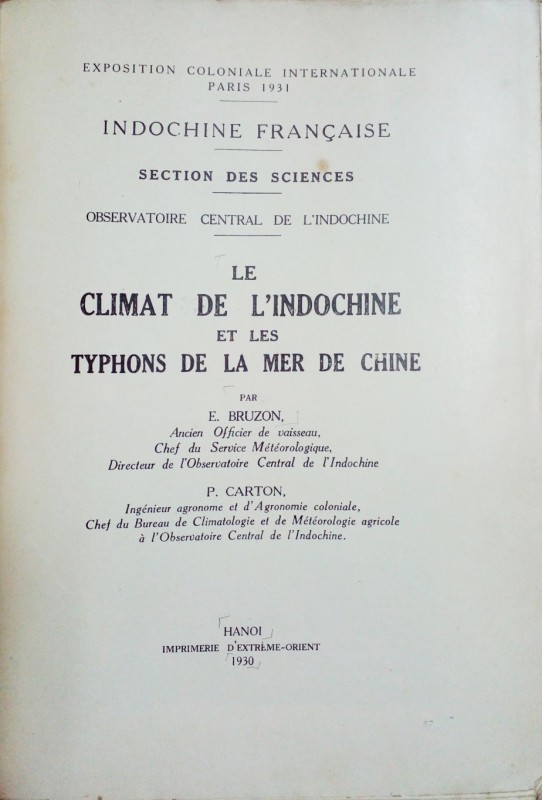 EXPOSITION COLONIALE INTERNATIONALE
PARIS 1931
INDOCHINE FRANÇAISE
SECTION DES SCIENCES
OBSERVATOIRE CENTRAL DE L'INDOCHINE
LE
CLIMAT DE L'INDOCHINE
ET LES
TYPHONS DE LA MER DE CHINE
PAR
E. BRUZON,
Ancien Officier de vaisseau,
Chef du Service Météorologique,
Directeur de l'Observatoire Central de l'Indochine
P. CARTON,
Ingénieur agronome et d'Agronomie coloniale,
Chef du Bureau de Climatologie et de Météorologie agricole
à l'Observatoire Central de l'Indochine.
HANOI
IMPRIMERIE D'EXTRÊME-ORIENT
1930